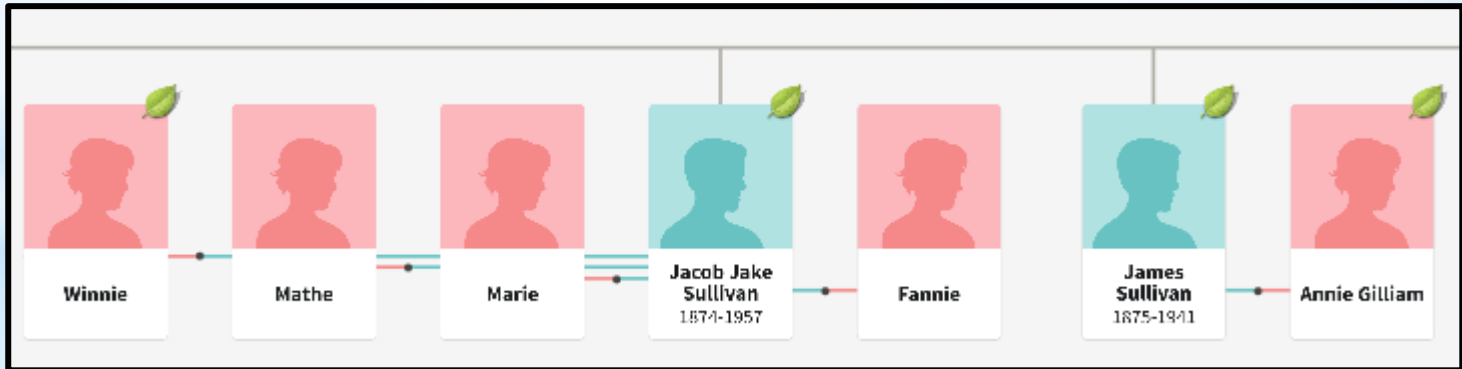 Winnie
Mathe
Marie
Jacob Jake
Sullivan
1874-1957
Fannie
James
Sullivan
1875-1941
Annie Gilliam